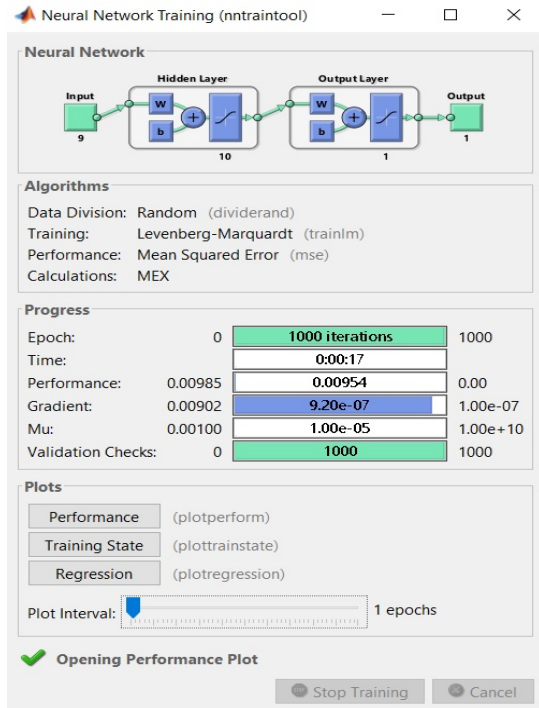 Neural Network Training (nntraintool)
Neural Network
Hidden Layer Output Layer
Input Output
W W
b b
9 10 1 1
Algorithms
Data Division: Random (dividerand)
Training: Levenberg-Marquardt (trainlm)
Performance: Mean Squared Error (mse)
Calculations: MEX
Progress
Epoch: 0 1000 iterations 1000
Time: 0:00:17
Performance: 0.00985 0.00954 0.00
Gradient: 0.00902 9.20e-07 1.00e-07
Mu: 0.00100 1.00e-05 1.00e+10
Validation Checks: 0 1000 1000
Plots
Performance (plotperform)
Training State (plottrainstate)
Regression (plotregression)
Plot Interval: 1 epochs
Opening Performance Plot
Stop Training Cancel